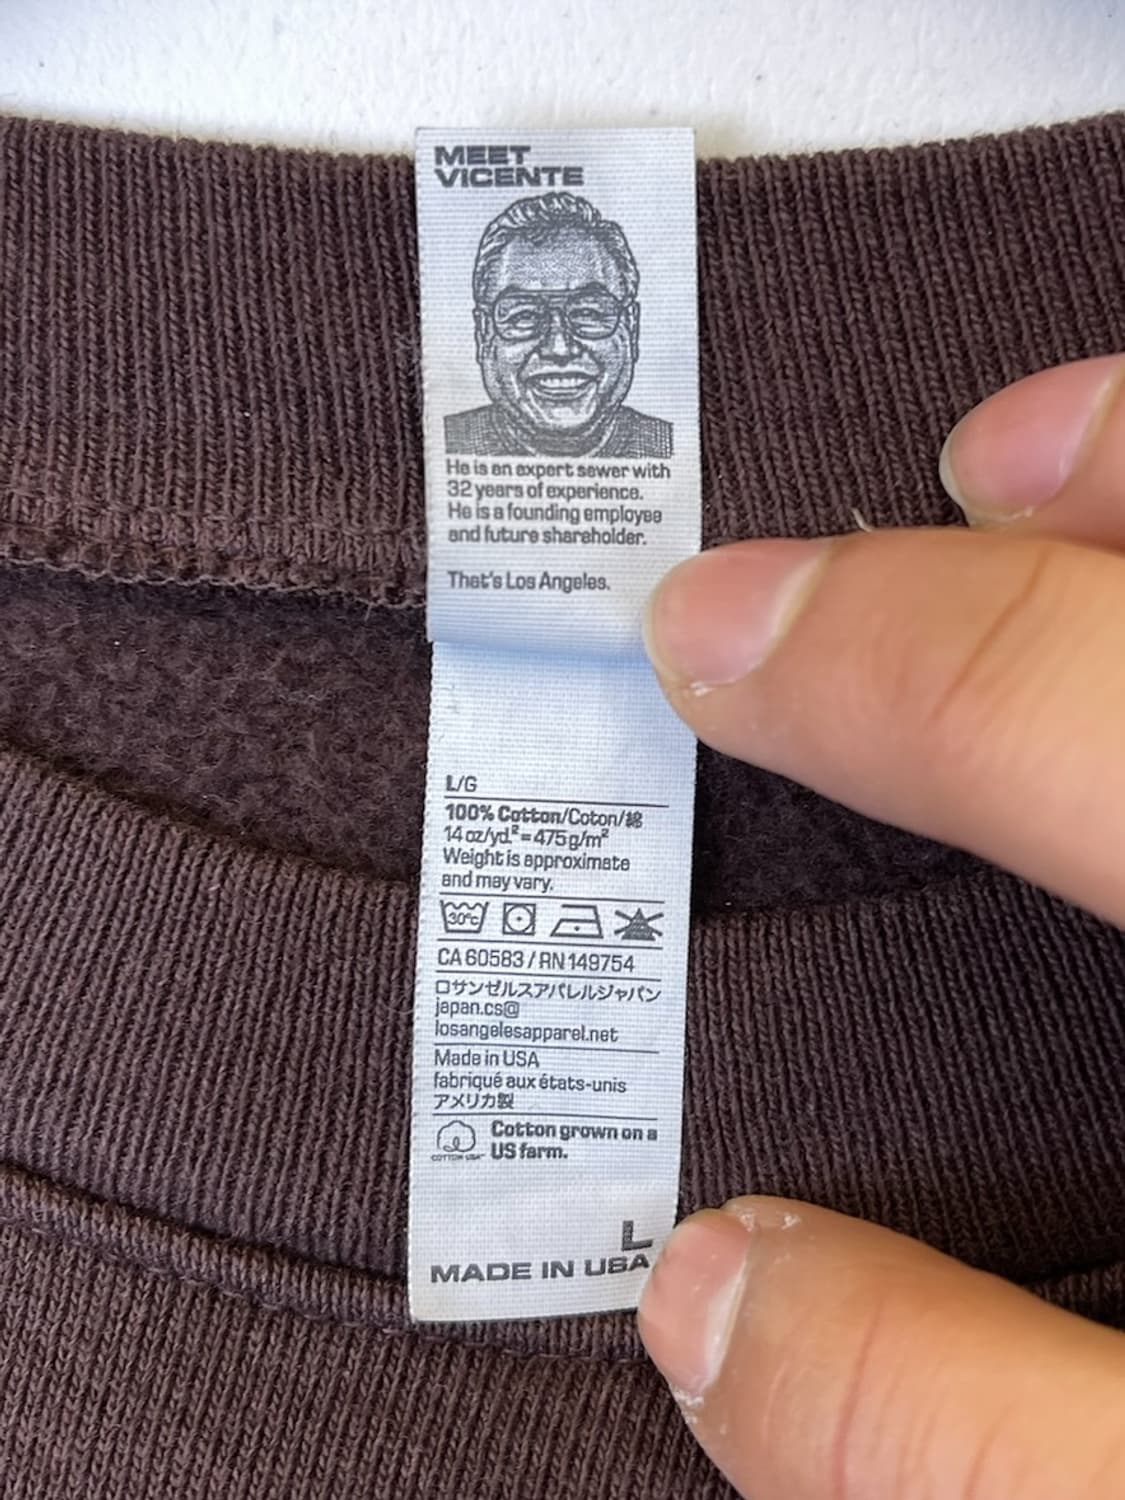 MEET
VICENTE
He is an expert sewer with
32 years of experience.
He is a founding employee
and future shareholder.
That's Los Angeles.
L/G
100% Cotton/Coton/綿
14 oz/yd.² = 475 g/m²
Weight is approximate
and may vary.
30°C
CA 60583 / RN 149754
ロサンゼルスアパレルジャパン
japan.cs@
losangelesapparel.net
Made in USA
fabriqué aux états-unis
アメリカ製
Cotton grown on a
COTTON USA US farm.
L
MADE IN USA